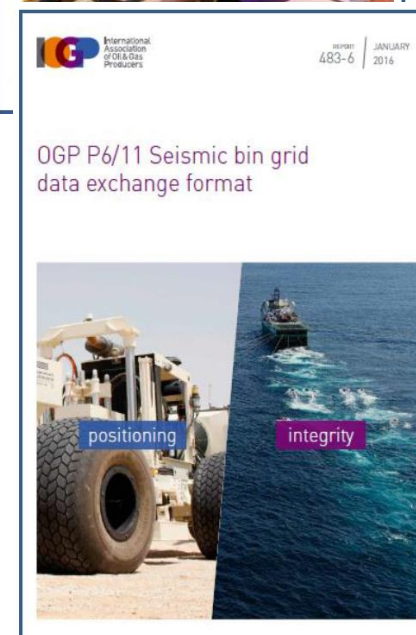 International
Association
of Oil & Gas
Producers
REPORT
483-6
JANUARY
2016
OGP P6/11 Seismic bin grid
data exchange format
positioning
integrity